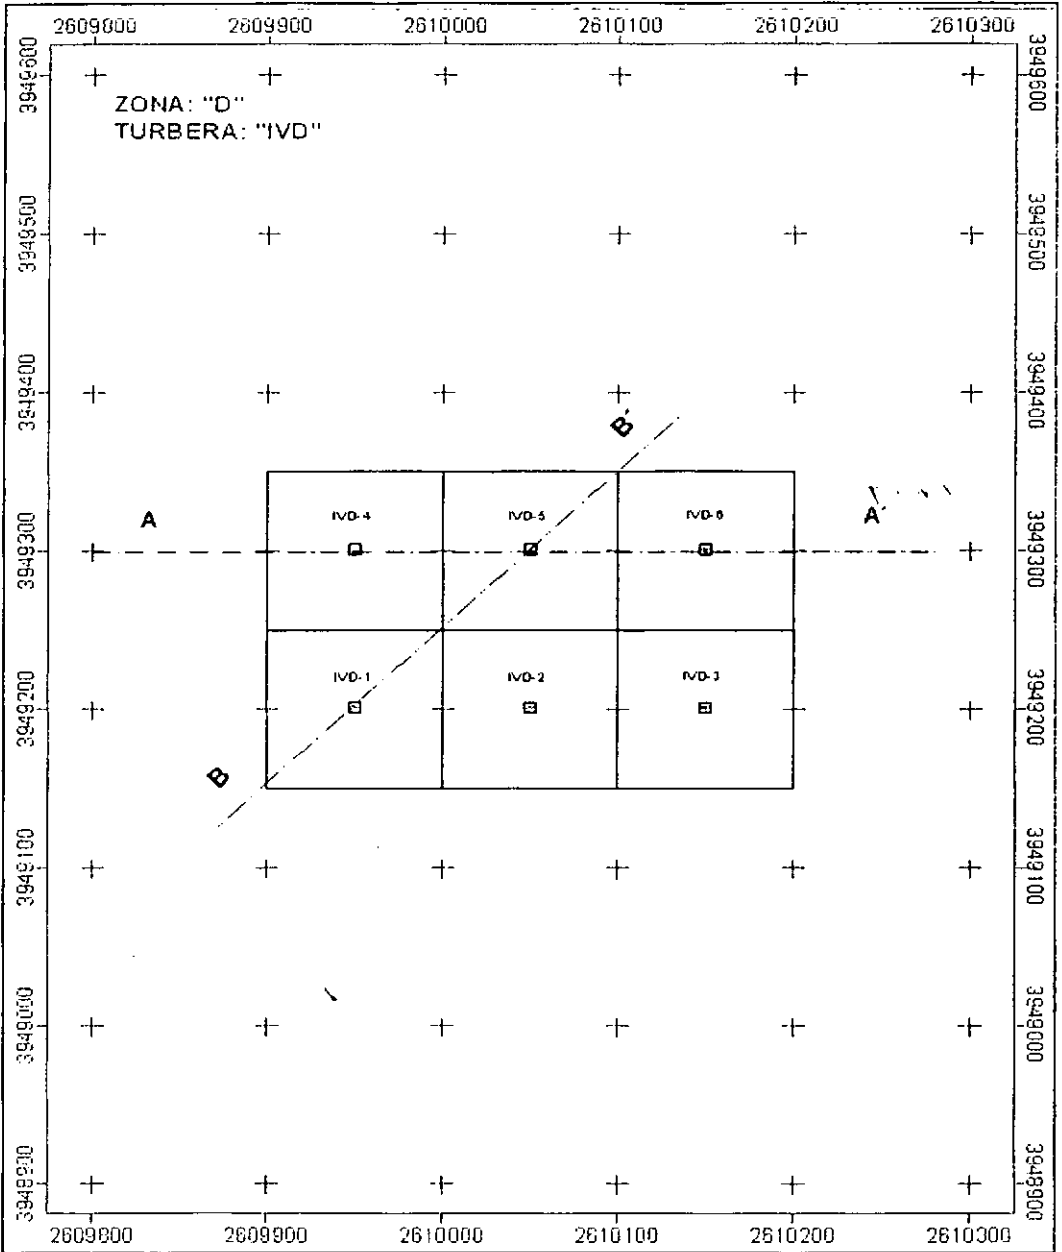 2609800 2609900 2610000 2610100 2610200 2610300
3949600 3949600
ZONA: "D"
TURBERA: "IVD"
3949500 3949500
3949400 3949400
B'
A A'
IVD-4 IVD-5 IVD-6
3949300 3949300
IVD-1 IVD-2 IVD-3
3949200 3949200
B
3949100 3949100
3949000 3949000
3948900 3948900
2609800 2609900 2610000 2610100 2610200 2610300